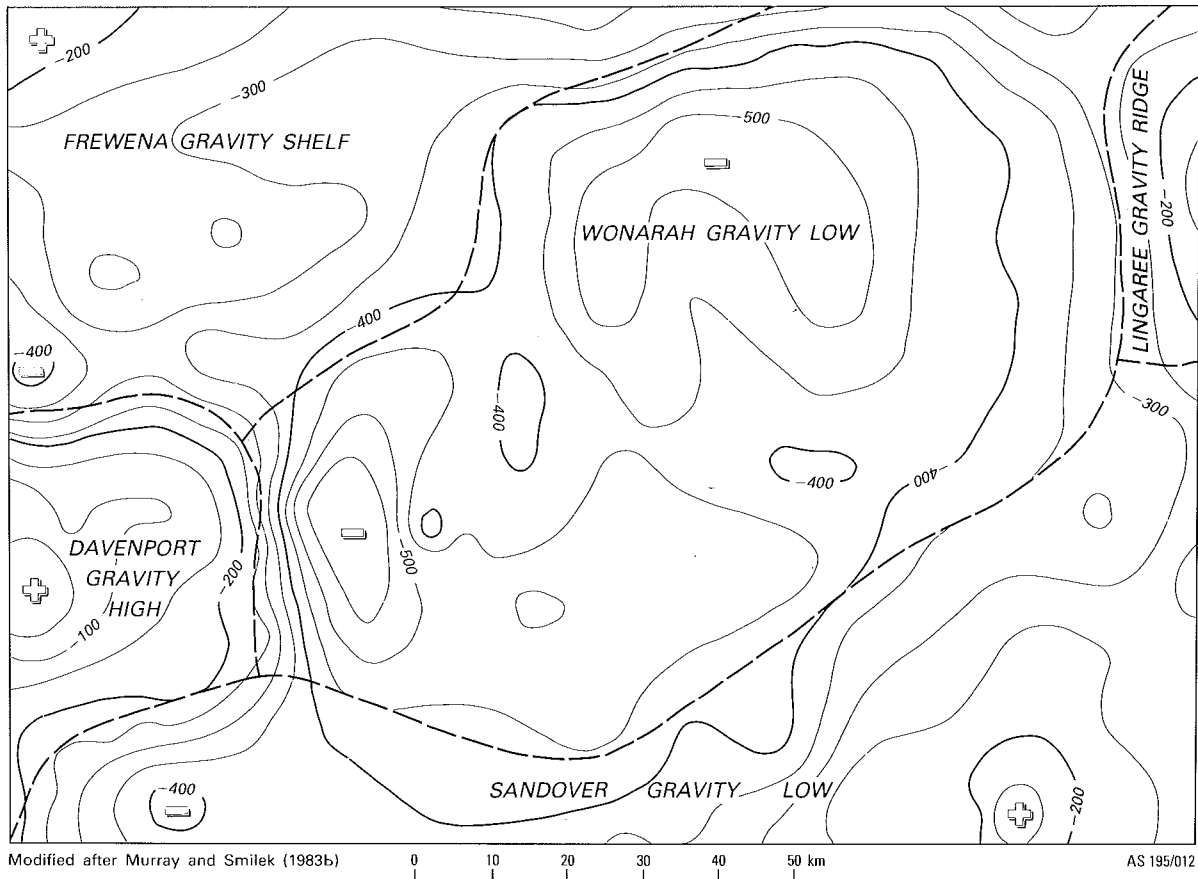 -200
-300
FREWENA GRAVITY SHELF
-500
WONARAH GRAVITY LOW
LINGAREE GRAVITY RIDGE
-200
-400
-400
-400
-300
-400
-400
-500
DAVENPORT
GRAVITY
HIGH
-200
-100
SANDOVER GRAVITY LOW
-400
-200
Modified after Murray and Smilek (1983b)
0 10 20 30 40 50 km
AS 195/012